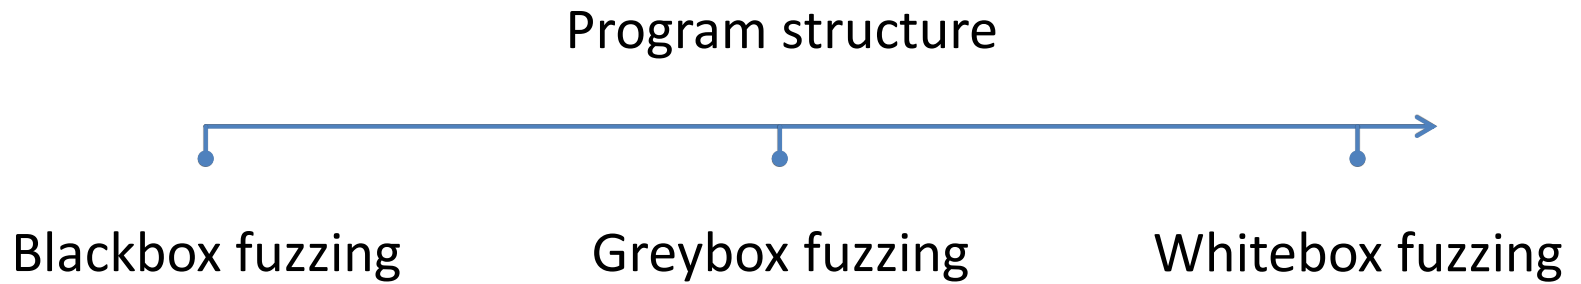 Program structure
Blackbox fuzzing
Greybox fuzzing
Whitebox fuzzing